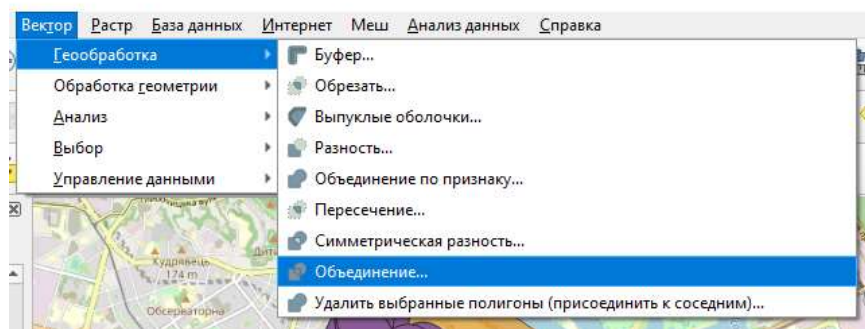 Вектор Растр База данных Интернет Меш Анализ данных Справка
Геообработка
Обработка геометрии
Анализ
Выбор
Управление данными
Буфер...
Обрезать...
Выпуклые оболочки...
Разность...
Объединение по признаку...
Пересечение...
Симметрическая разность...
Объединение...
Удалить выбранные полигоны (присоединить к соседним)...
Кудрявець
174 m
Обсерваторна